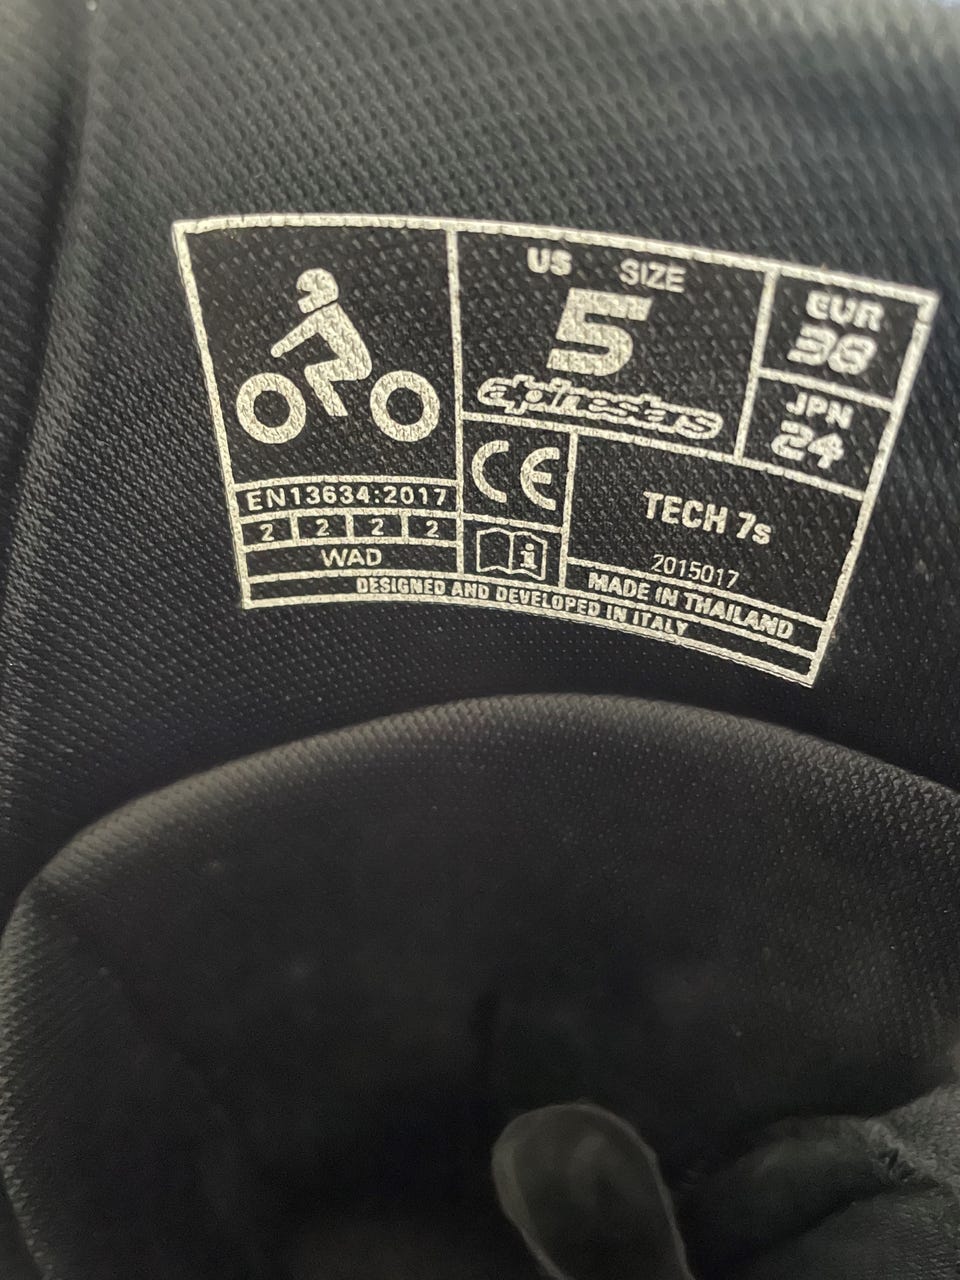 US SIZE
5
alpinestars
EUR
38
JPN
24
CE
EN13634:2017
2 2 2 2
WAD
i
TECH 7s
2015017
MADE IN THAILAND
DESIGNED AND DEVELOPED IN ITALY